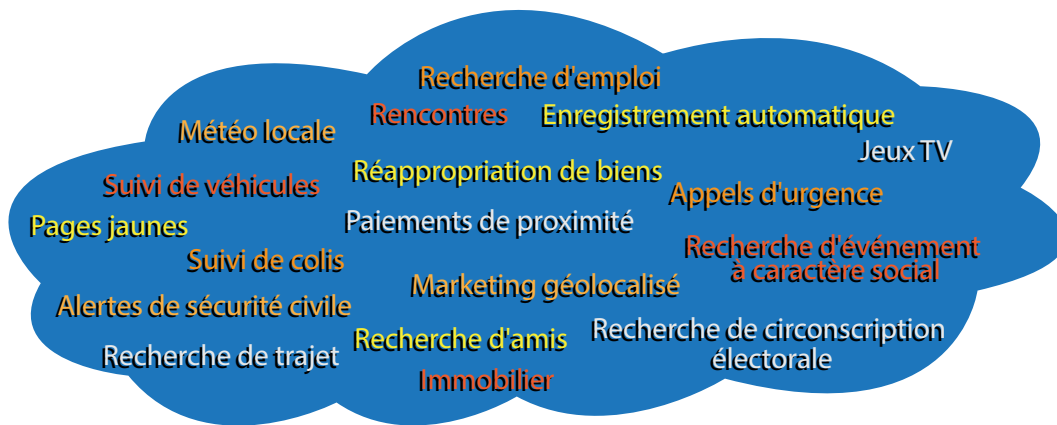 Recherche d'emploi
Rencontres
Enregistrement automatique
Météo locale
Jeux TV
Réappropriation de biens
Suivi de véhicules
Appels d'urgence
Pages jaunes
Paiements de proximité
Recherche d'événement
à caractère social
Suivi de colis
Marketing géolocalisé
Alertes de sécurité civile
Recherche d'amis
Recherche de circonscription
électorale
Recherche de trajet
Immobilier